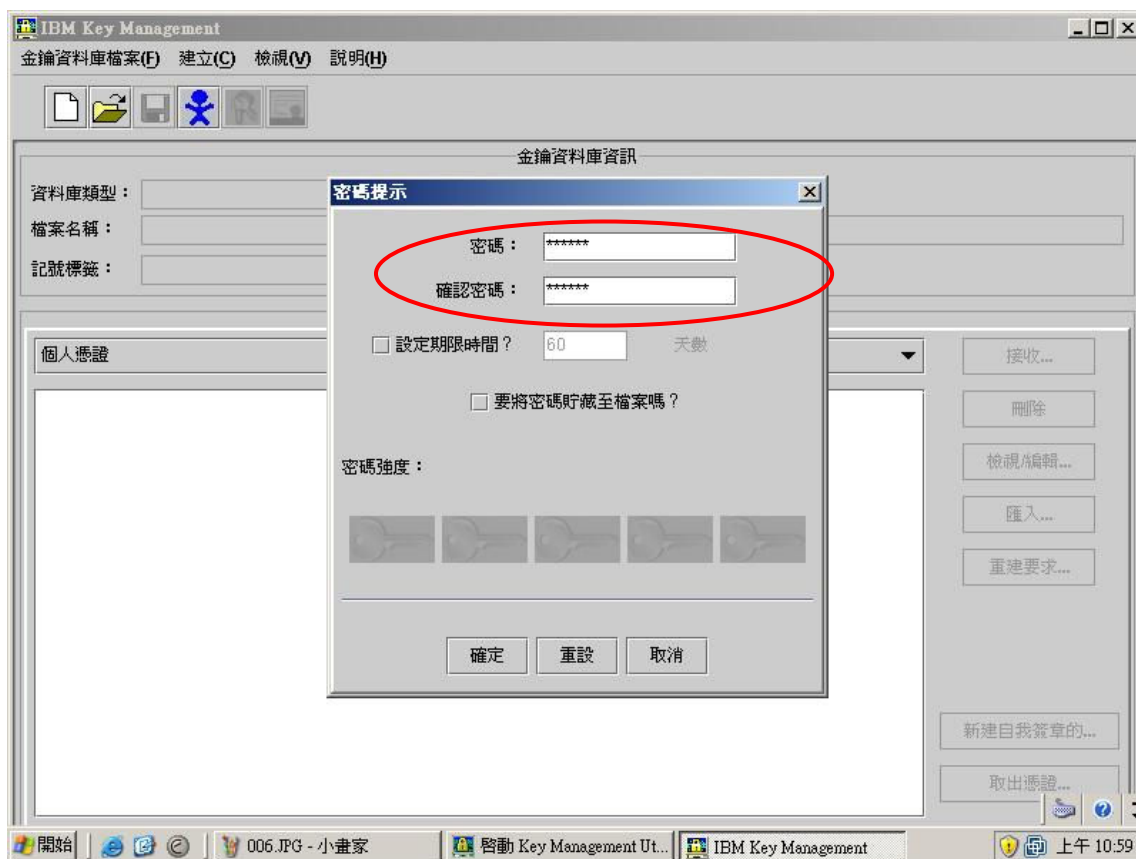 IBM Key Management
金鑰資料庫檔案(F) 建立(C) 檢視(V) 說明(H)
金鑰資料庫資訊
資料庫類型：
檔案名稱：
記號標籤：
密碼提示
密碼： ******
確認密碼： ******
設定期限時間？ 60 天數
要將密碼貯藏至檔案嗎？
密碼強度：
確定 重設 取消
個人憑證
接收...
刪除
檢視/編輯...
匯入...
重建要求...
新建自我簽章的...
取出憑證...
開始 006.JPG - 小畫家 啟動 Key Management Ut... IBM Key Management 上午 10:59